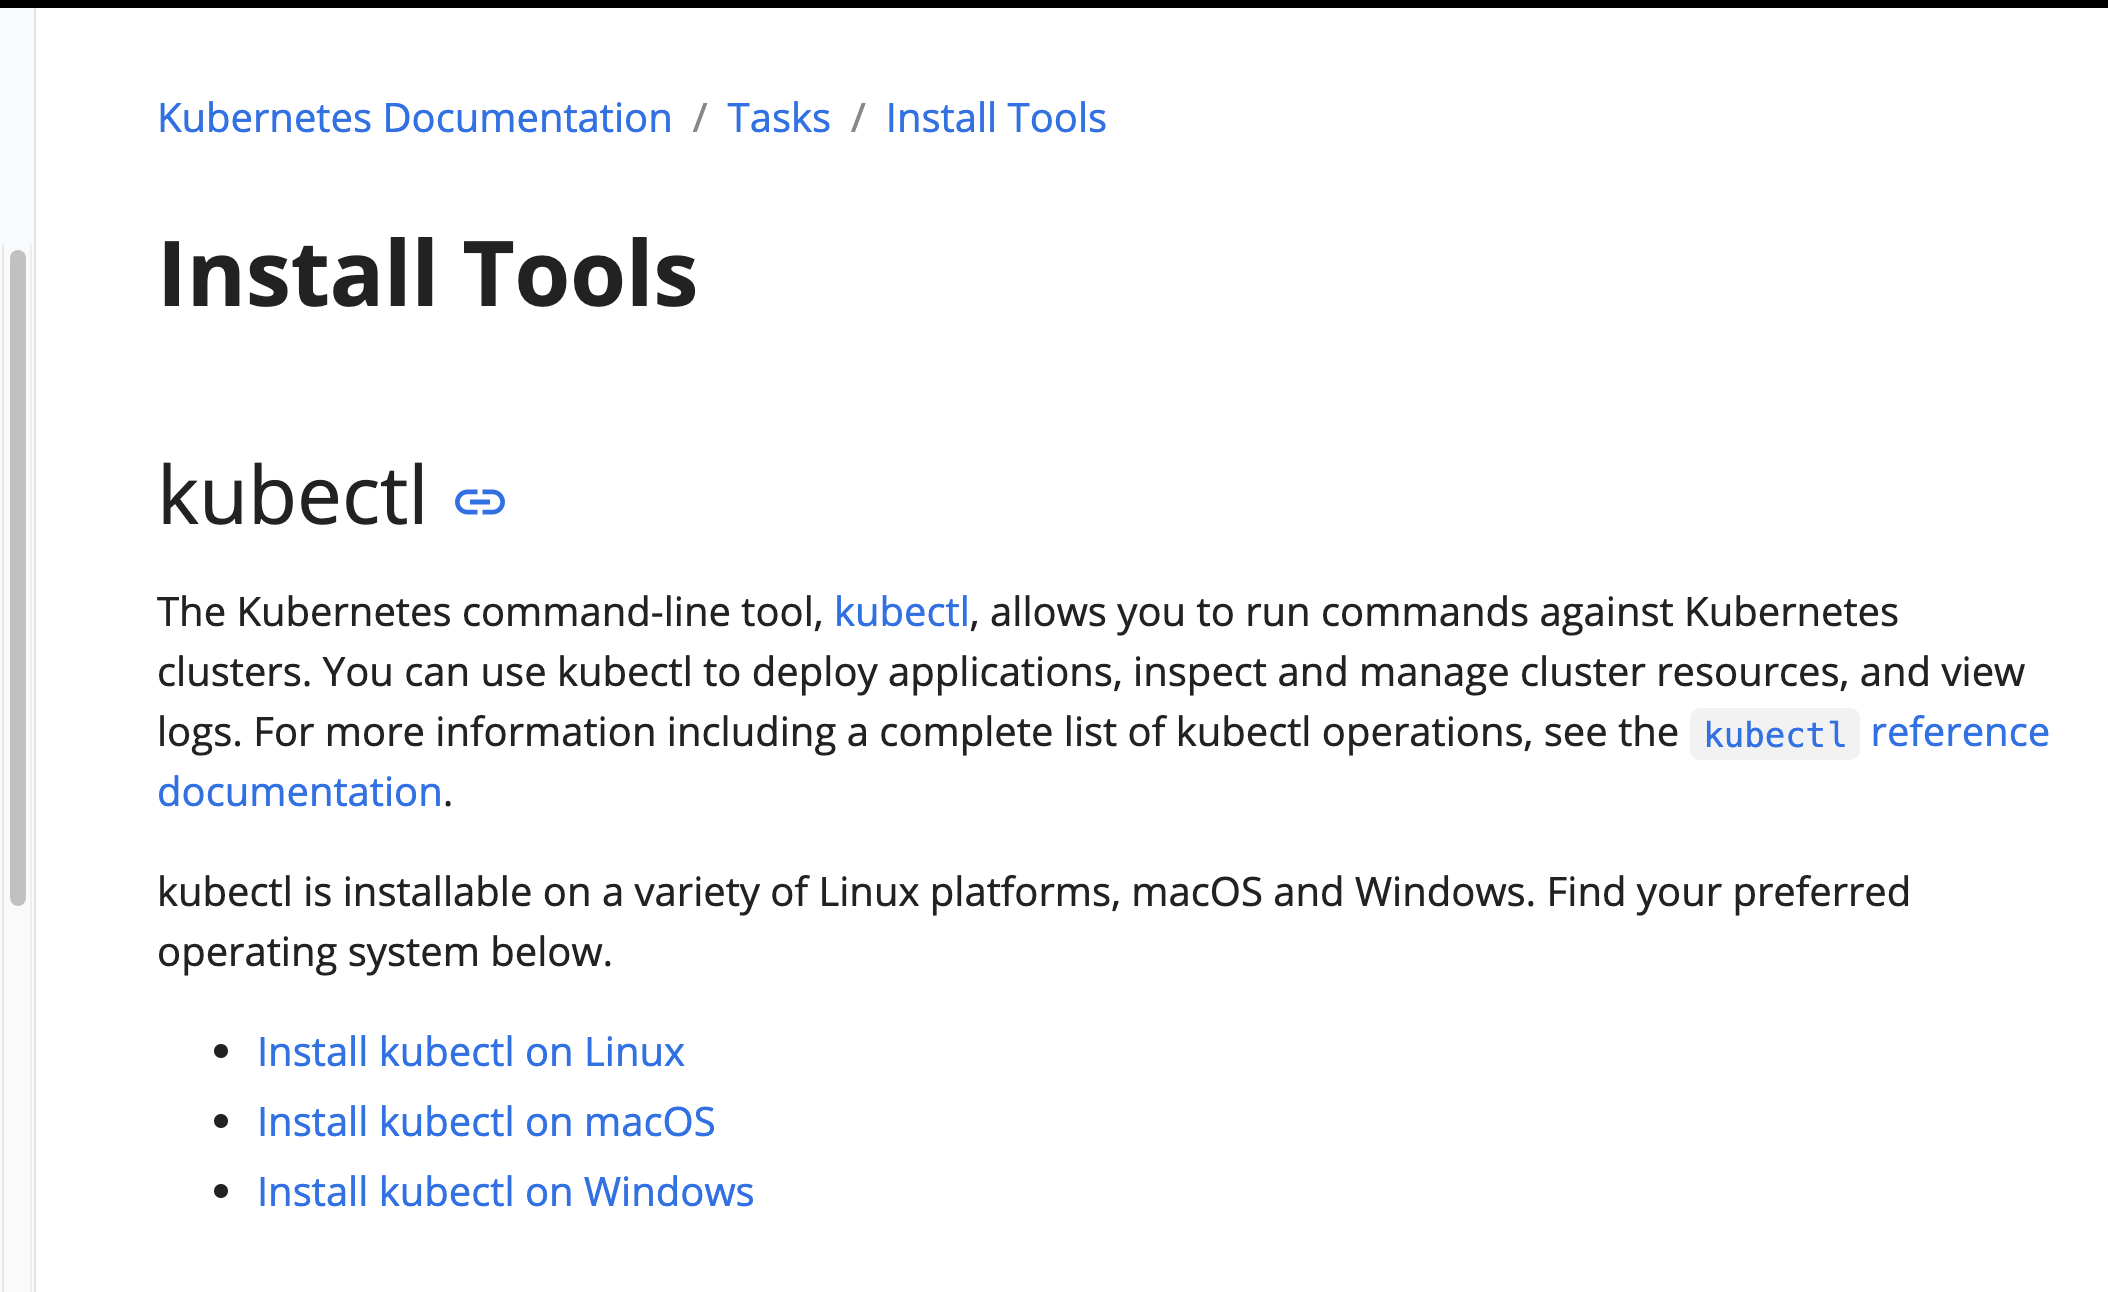 Kubernetes Documentation / Tasks / Install Tools
Install Tools
kubectl
The Kubernetes command-line tool, kubectl, allows you to run commands against Kubernetes
clusters. You can use kubectl to deploy applications, inspect and manage cluster resources, and view
logs. For more information including a complete list of kubectl operations, see the kubectl reference
documentation.
kubectl is installable on a variety of Linux platforms, macOS and Windows. Find your preferred
operating system below.
• Install kubectl on Linux
• Install kubectl on macOS
• Install kubectl on Windows